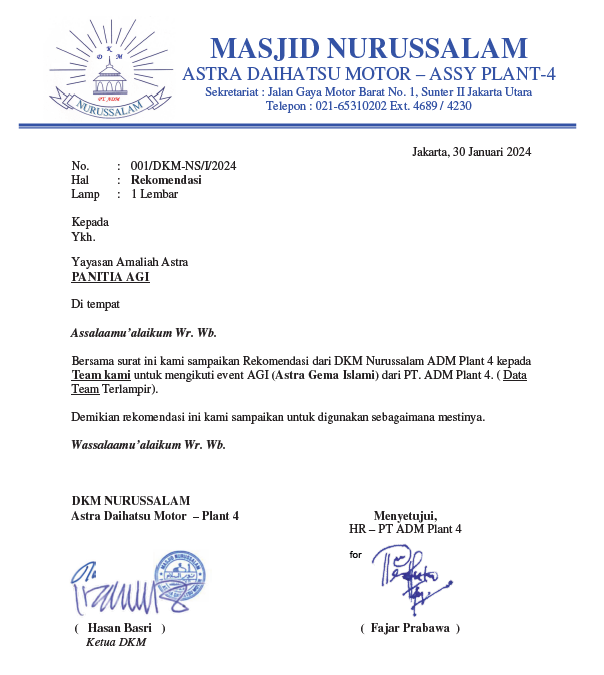 D K M
PT. ADM
NURUSSALAM
MASJID NURUSSALAM
ASTRA DAIHATSU MOTOR – ASSY PLANT-4
Sekretariat : Jalan Gaya Motor Barat No. 1, Sunter II Jakarta Utara
Telepon : 021-65310202 Ext. 4689 / 4230
Jakarta, 30 Januari 2024
No. : 001/DKM-NS/I/2024
Hal : Rekomendasi
Lamp : 1 Lembar
Kepada
Ykh.
Yayasan Amaliah Astra
PANITIA AGI
Di tempat
Assalaamu’alaikum Wr. Wb.
Bersama surat ini kami sampaikan Rekomendasi dari DKM Nurussalam ADM Plant 4 kepada
Team kami untuk mengikuti event AGI (Astra Gema Islami) dari PT. ADM Plant 4. ( Data
Team Terlampir).
Demikian rekomendasi ini kami sampaikan untuk digunakan sebagaimana mestinya.
Wassalaamu’alaikum Wr. Wb.
DKM NURUSSALAM
Astra Daihatsu Motor – Plant 4
Menyetujui,
HR – PT ADM Plant 4
for
MASJID NURUSSALAM
( Hasan Basri )
Ketua DKM
( Fajar Prabawa )